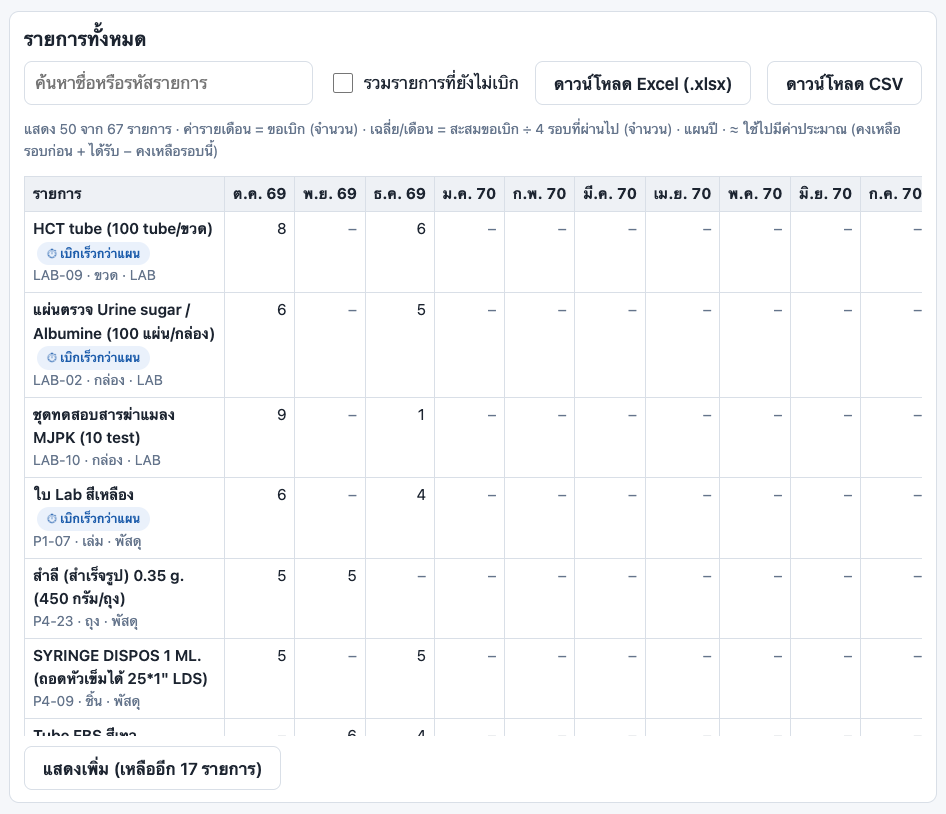 รายการทั้งหมด
ค้นหาชื่อหรือรหัสรายการ
รวมรายการที่ยังไม่เบิก
ดาวน์โหลด Excel (.xlsx)
ดาวน์โหลด CSV
แสดง 50 จาก 67 รายการ · ค่ารายเดือน = ขอเบิก (จำนวน) · เฉลี่ย/เดือน = สะสมขอเบิก ÷ 4 รอบที่ผ่านไป (จำนวน) · แผนปี · ≈ ใช้ไปมีค่าประมาณ (คงเหลือ
รอบก่อน + ได้รับ − คงเหลือรอบนี้)
รายการ ต.ค. 69 พ.ย. 69 ธ.ค. 69 ม.ค. 70 ก.พ. 70 มี.ค. 70 เม.ย. 70 พ.ค. 70 มิ.ย. 70 ก.ค. 70
HCT tube (100 tube/ขวด) 8 – 6 – – – – – – –
⏱ เบิกเร็วกว่าแผน
LAB-09 · ขวด · LAB
แผ่นตรวจ Urine sugar / 6 – 5 – – – – – – –
Albumine (100 แผ่น/กล่อง)
⏱ เบิกเร็วกว่าแผน
LAB-02 · กล่อง · LAB
ชุดทดสอบสารฆ่าแมลง 9 – 1 – – – – – – –
MJPK (10 test)
LAB-10 · กล่อง · LAB
ใบ Lab สีเหลือง 6 – 4 – – – – – – –
⏱ เบิกเร็วกว่าแผน
P1-07 · เล่ม · พัสดุ
สำลี (สำเร็จรูป) 0.35 g. 5 5 – – – – – – – –
(450 กรัม/ถุง)
P4-23 · ถุง · พัสดุ
SYRINGE DISPOS 1 ML. 5 – 5 – – – – – – –
(ถอดหัวเข็มได้ 25*1" LDS)
P4-09 · ชิ้น · พัสดุ
Tube FBS สีเทา – 6 4 – – – – – – –
แสดงเพิ่ม (เหลืออีก 17 รายการ)